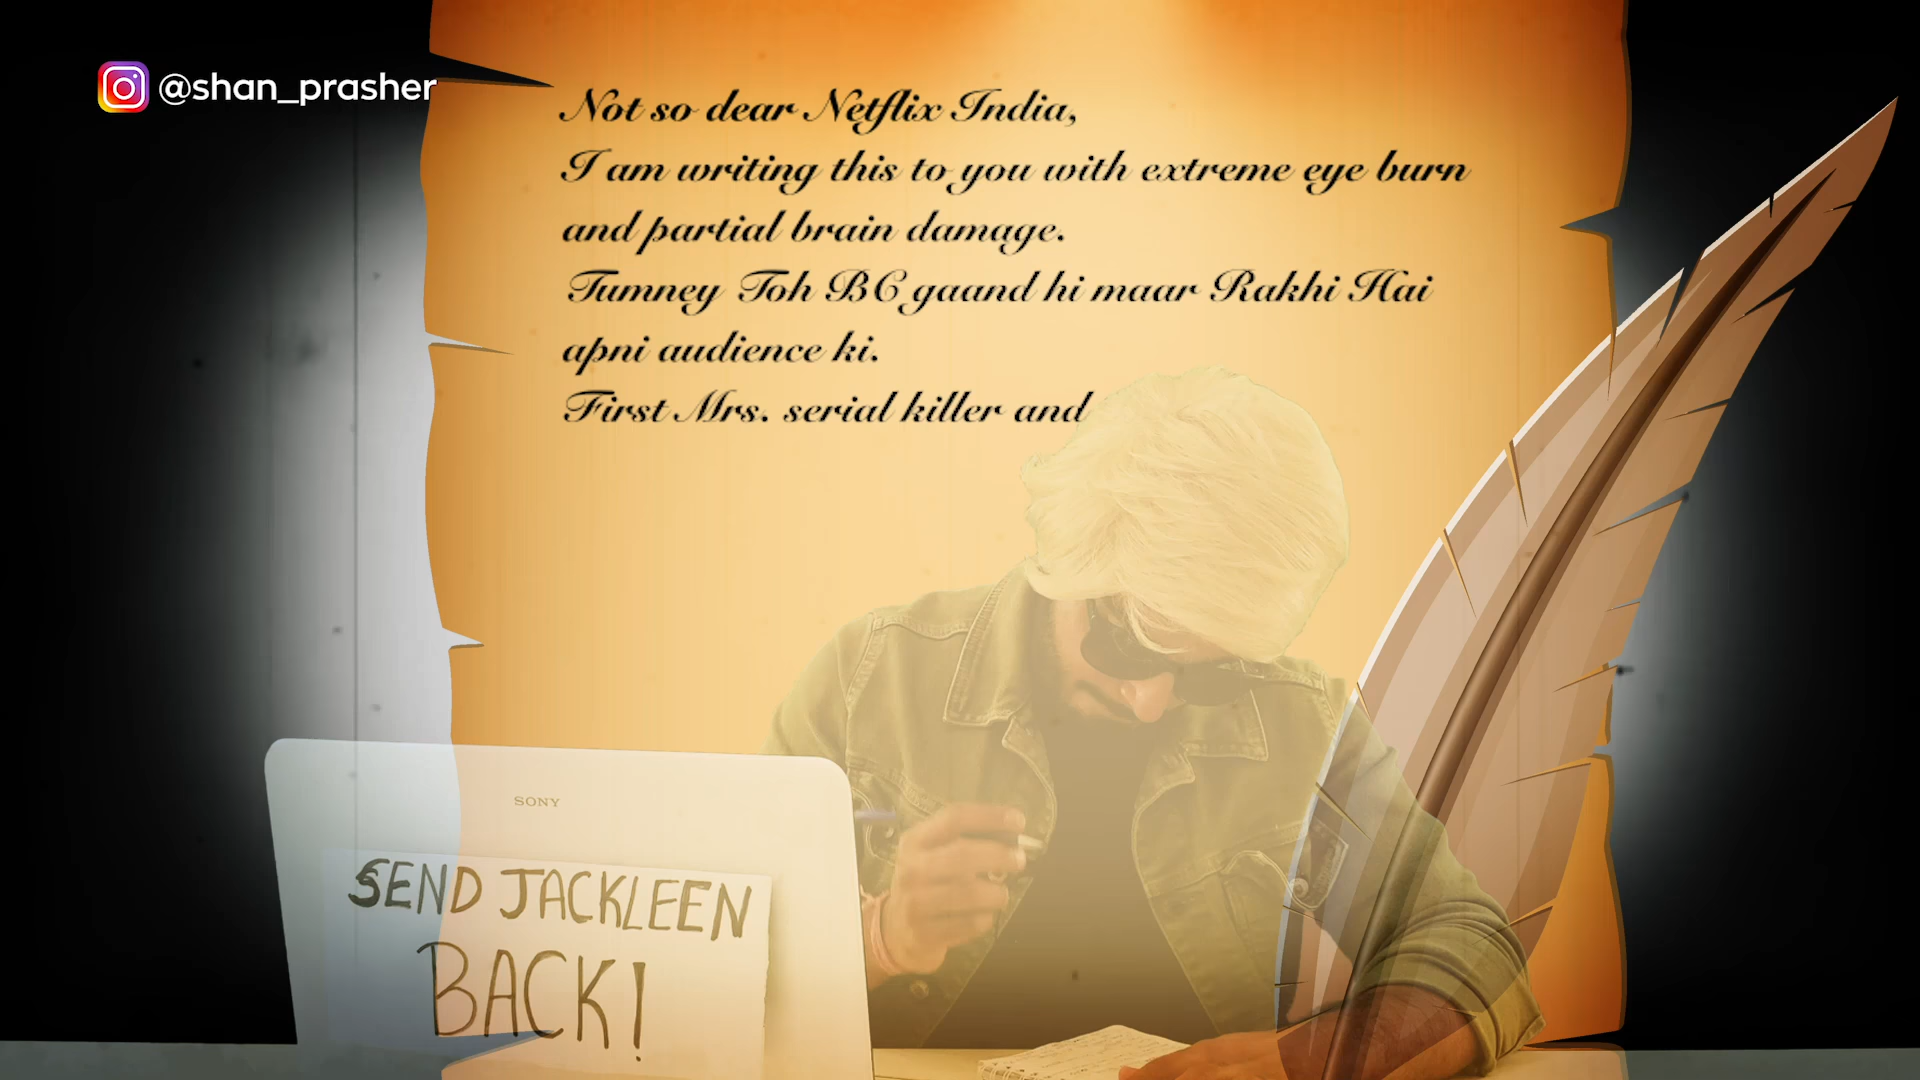 @shan_prasher
Not so dear Netflix India,
I am writing this to you with extreme eye burn
and partial brain damage.
Tumney Toh BC gaand hi maar Rakhi Hai
apni audience ki.
First Mrs. serial killer and
SONY
SEND JACKLEEN
BACK!